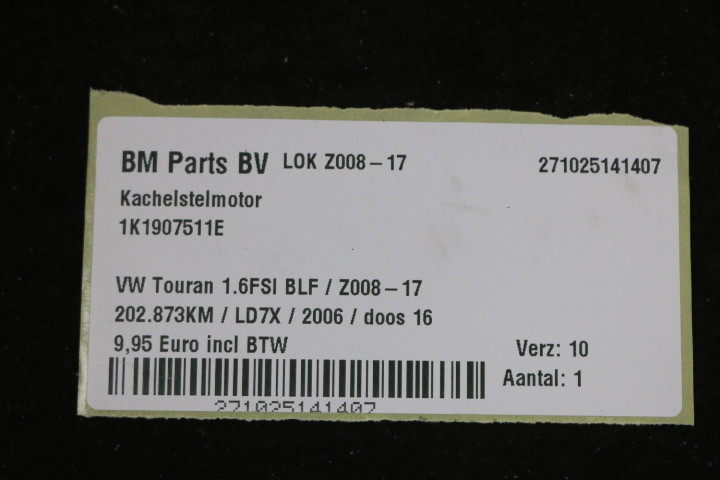 BM Parts BV LOK Z008-17 271025141407
Kachelstelmotor
1K1907511E
VW Touran 1.6FSI BLF / Z008-17
202.873KM / LD7X / 2006 / doos 16
9,95 Euro incl BTW Verz: 10
Aantal: 1
271025141407